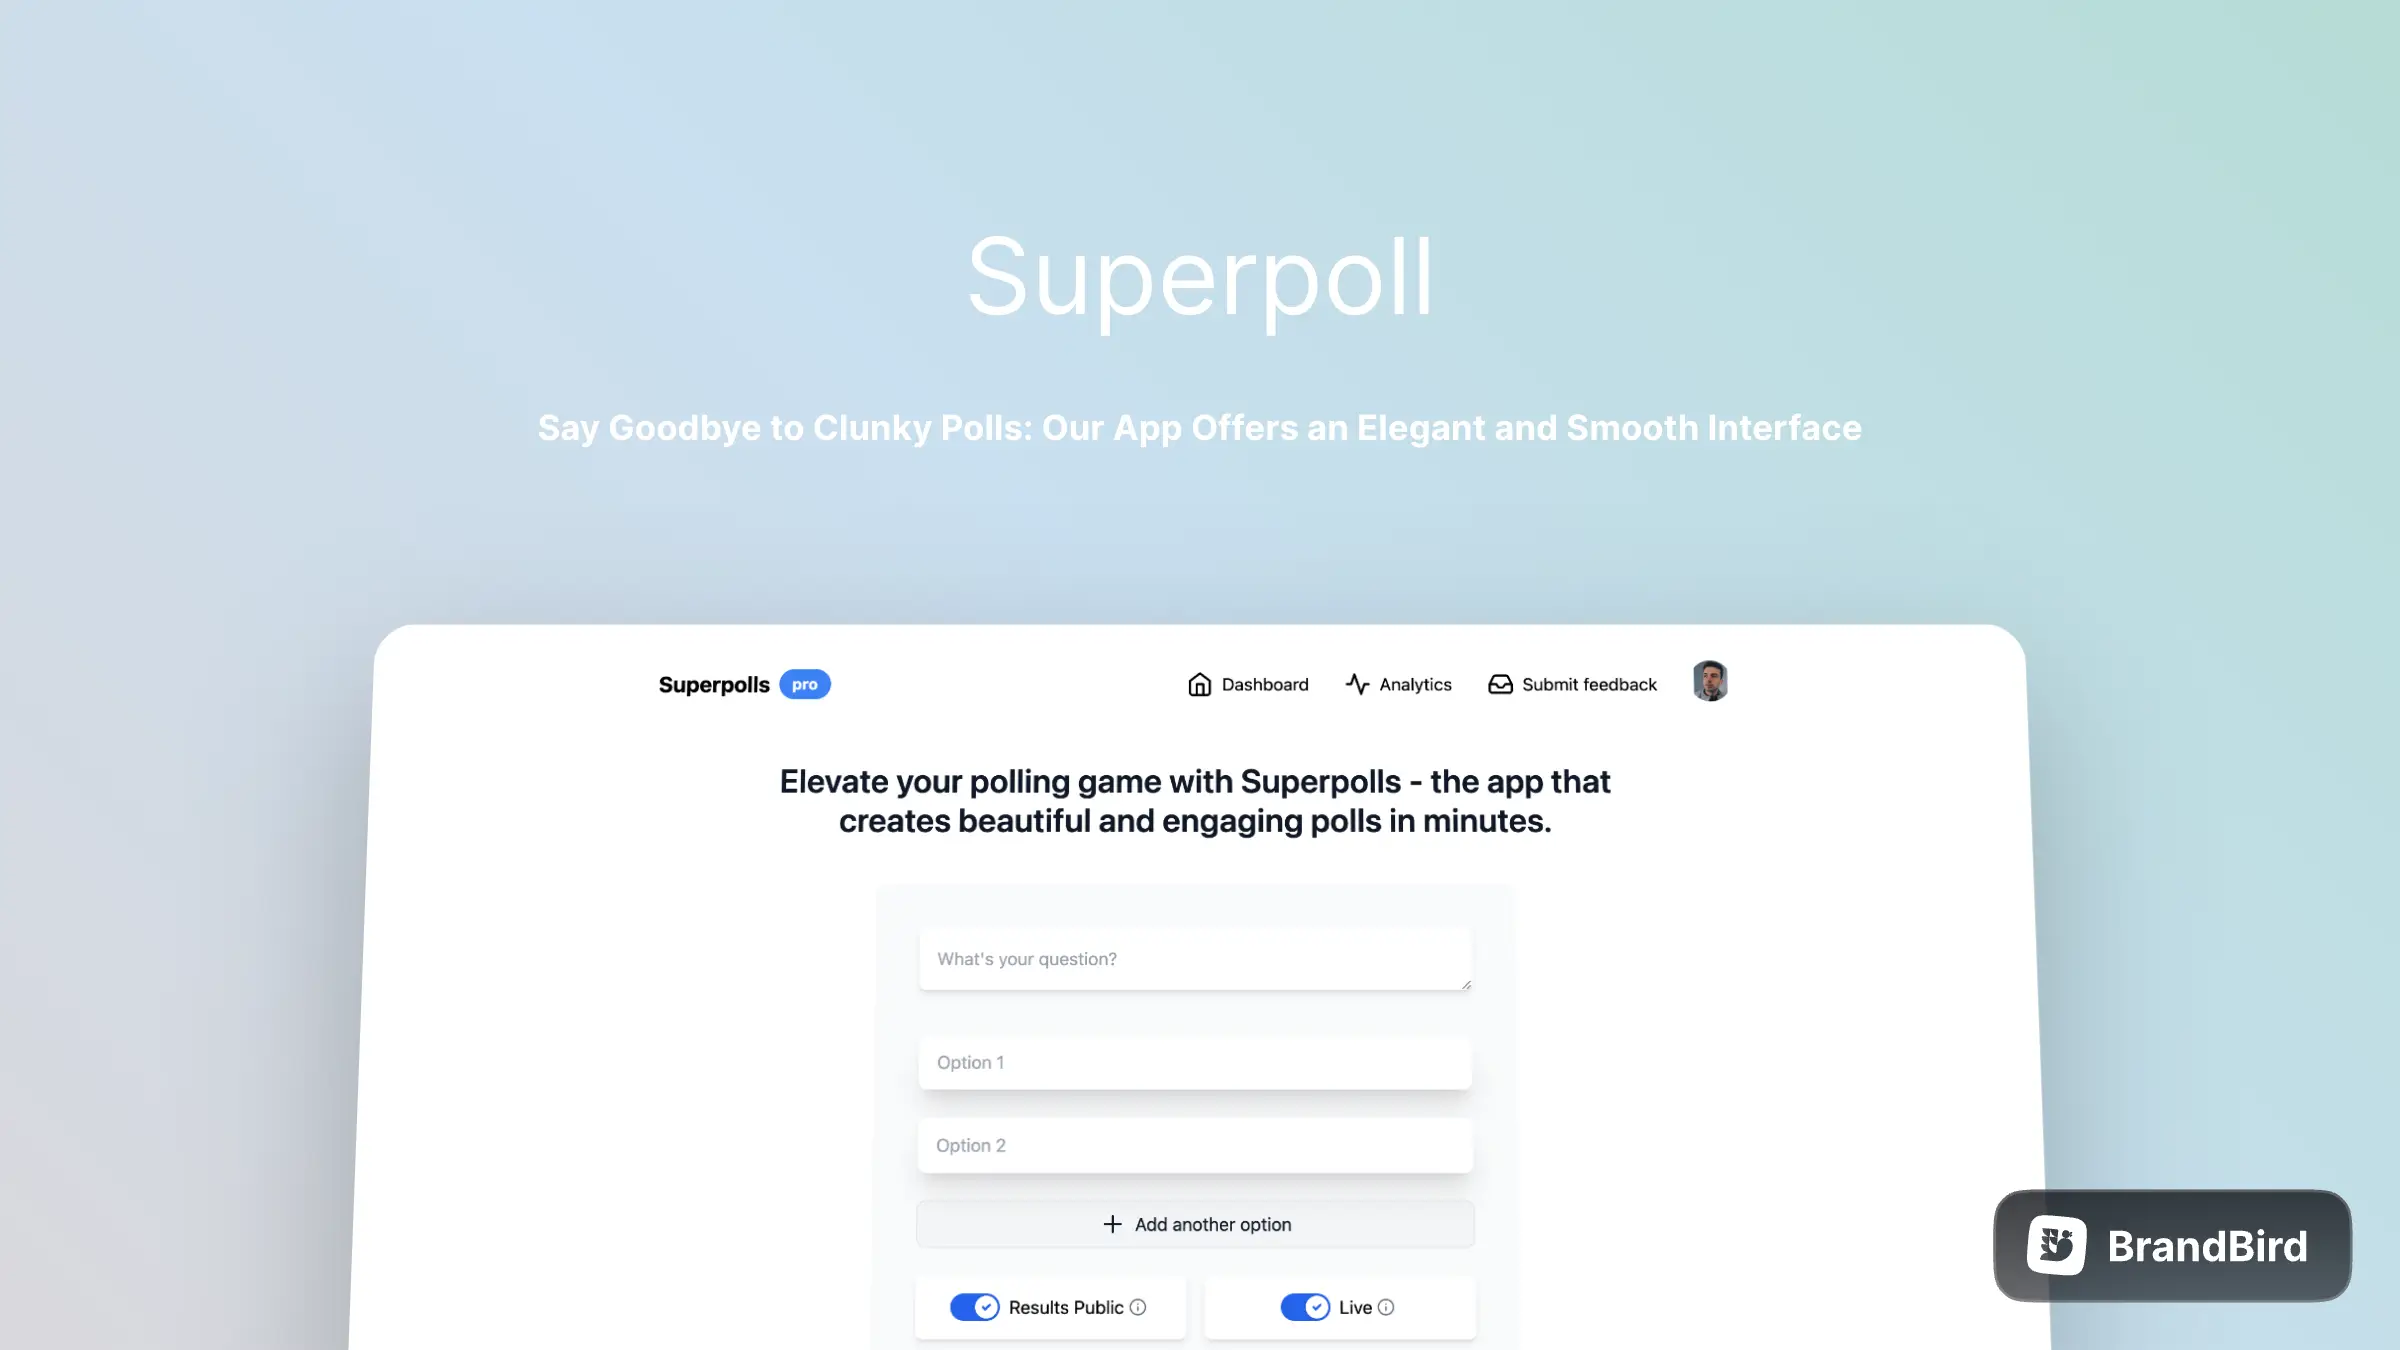 Superpoll
Say Goodbye to Clunky Polls: Our App Offers an Elegant and Smooth Interface
Superpolls pro
Dashboard
Analytics
Submit feedback
Elevate your polling game with Superpolls - the app that
creates beautiful and engaging polls in minutes.
What's your question?
Option 1
Option 2
Add another option
Results Public
Live
BrandBird